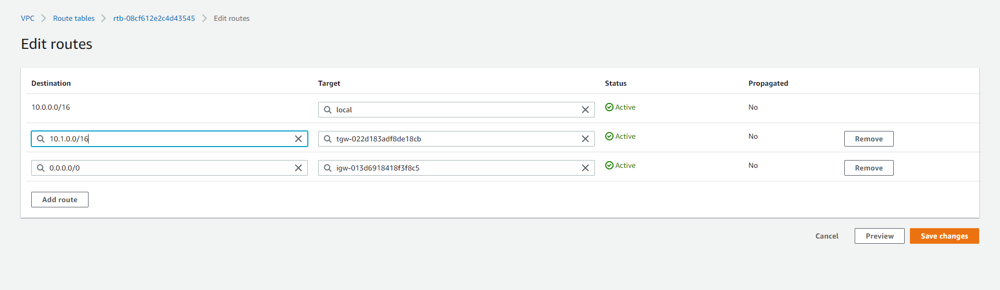 VPC > Route tables > rtb-08cf612e2c4d43545 > Edit routes
Edit routes
Destination Target Status Propagated
10.0.0.0/16 local Active No
10.1.0.0/16 tgw-022d183adf8de18cb Active No Remove
0.0.0.0/0 igw-013d6918418f3f8c5 Active No Remove
Add route
Cancel Preview Save changes